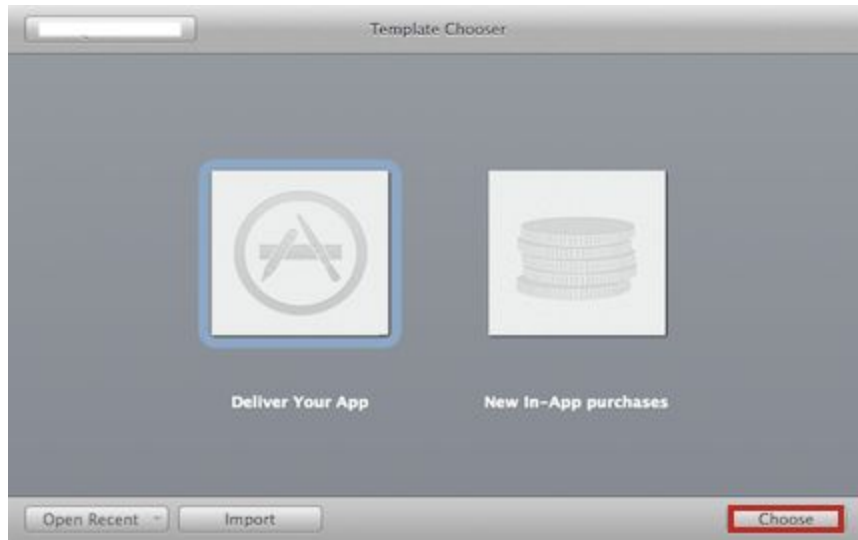 Template Chooser
Deliver Your App
New In-App purchases
Open Recent
Import
Choose